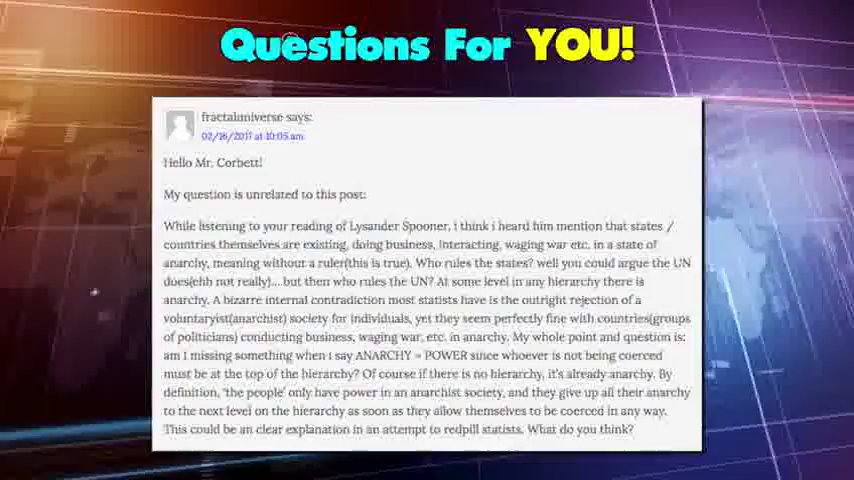 Questions For YOU!
fractaluniverse says:
02/16/2017 at 10:05 am
Hello Mr. Corbett!
My question is unrelated to this post:
While listening to your reading of Lysander Spooner, i think i heard him mention that states /
countries themselves are existing, doing business, interacting, waging war etc. in a state of
anarchy, meaning without a ruler(this is true). Who rules the states? well you could argue the UN
does(ehh not really)... but then who rules the UN? At some level in any hierarchy there is
anarchy. A bizarre internal contradiction most statists have is the outright rejection of a
voluntaryist(anarchist) society for individuals, yet they seem perfectly fine with countries(groups
of politicians) conducting business, waging war, etc. in anarchy. My whole point and question is:
am I missing something when i say ANARCHY = POWER since whoever is not being coerced
must be at the top of the hierarchy? Of course if there is no hierarchy, it's already anarchy. By
definition, 'the people' only have power in an anarchist society, and they give up all their anarchy
to the next level on the hierarchy as soon as they allow themselves to be coerced in any way.
This could be an clear explanation in an attempt to redpill statists. What do you think?